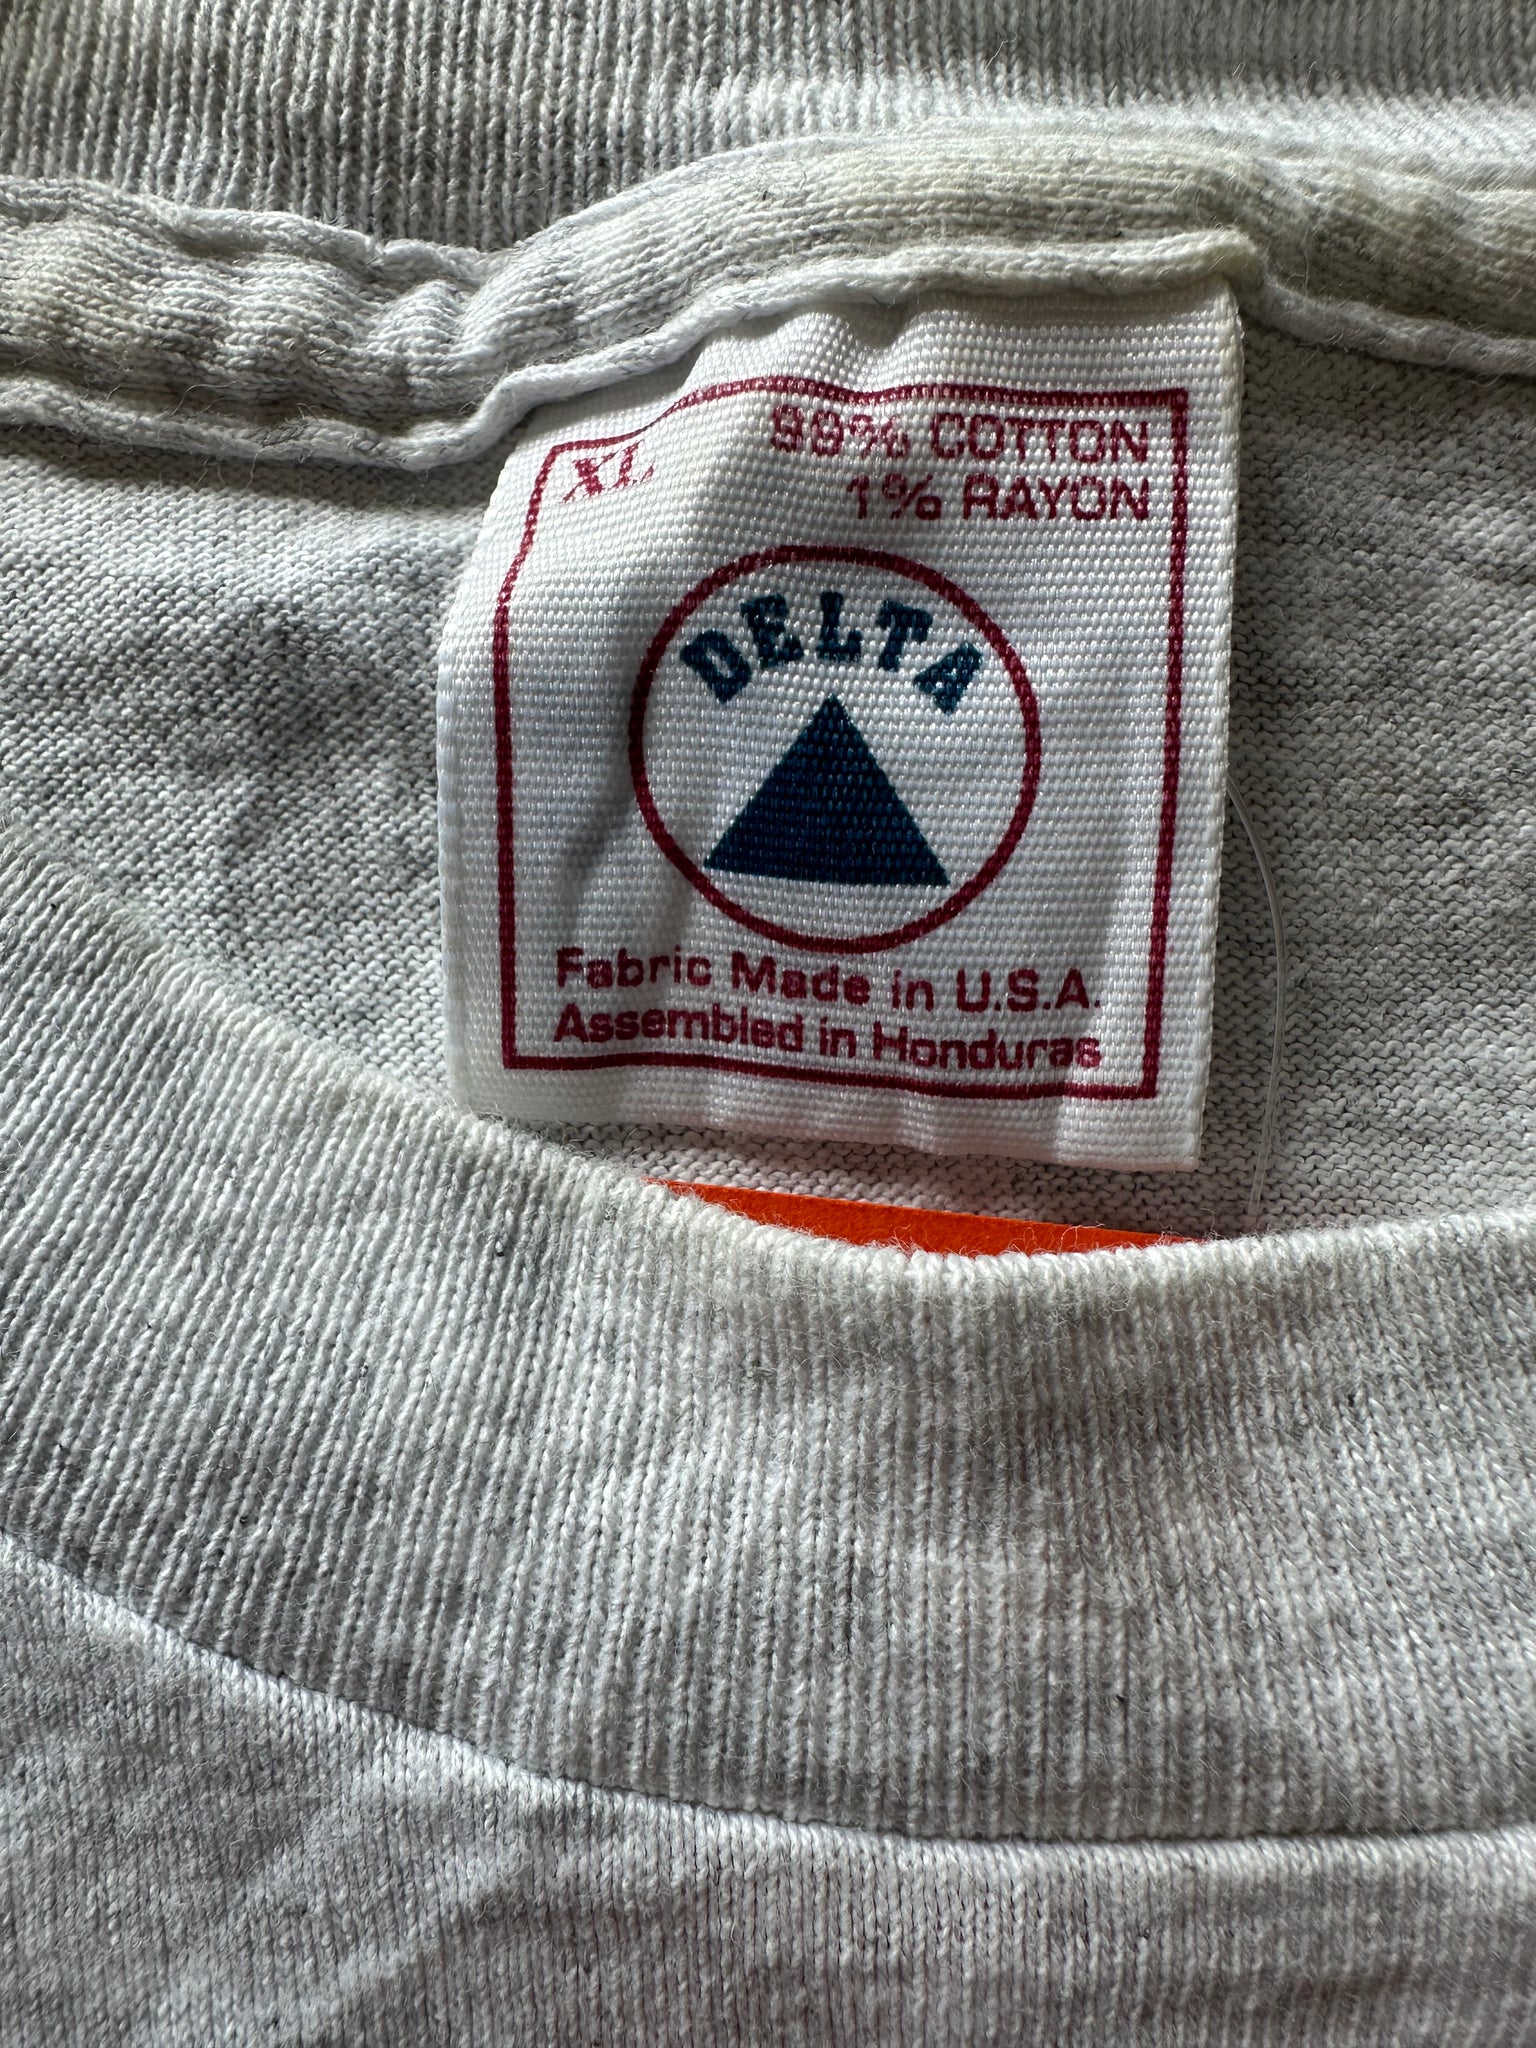 XL
99% COTTON
1% RAYON
DELTA
Fabric Made in U.S.A.
Assembled in Honduras